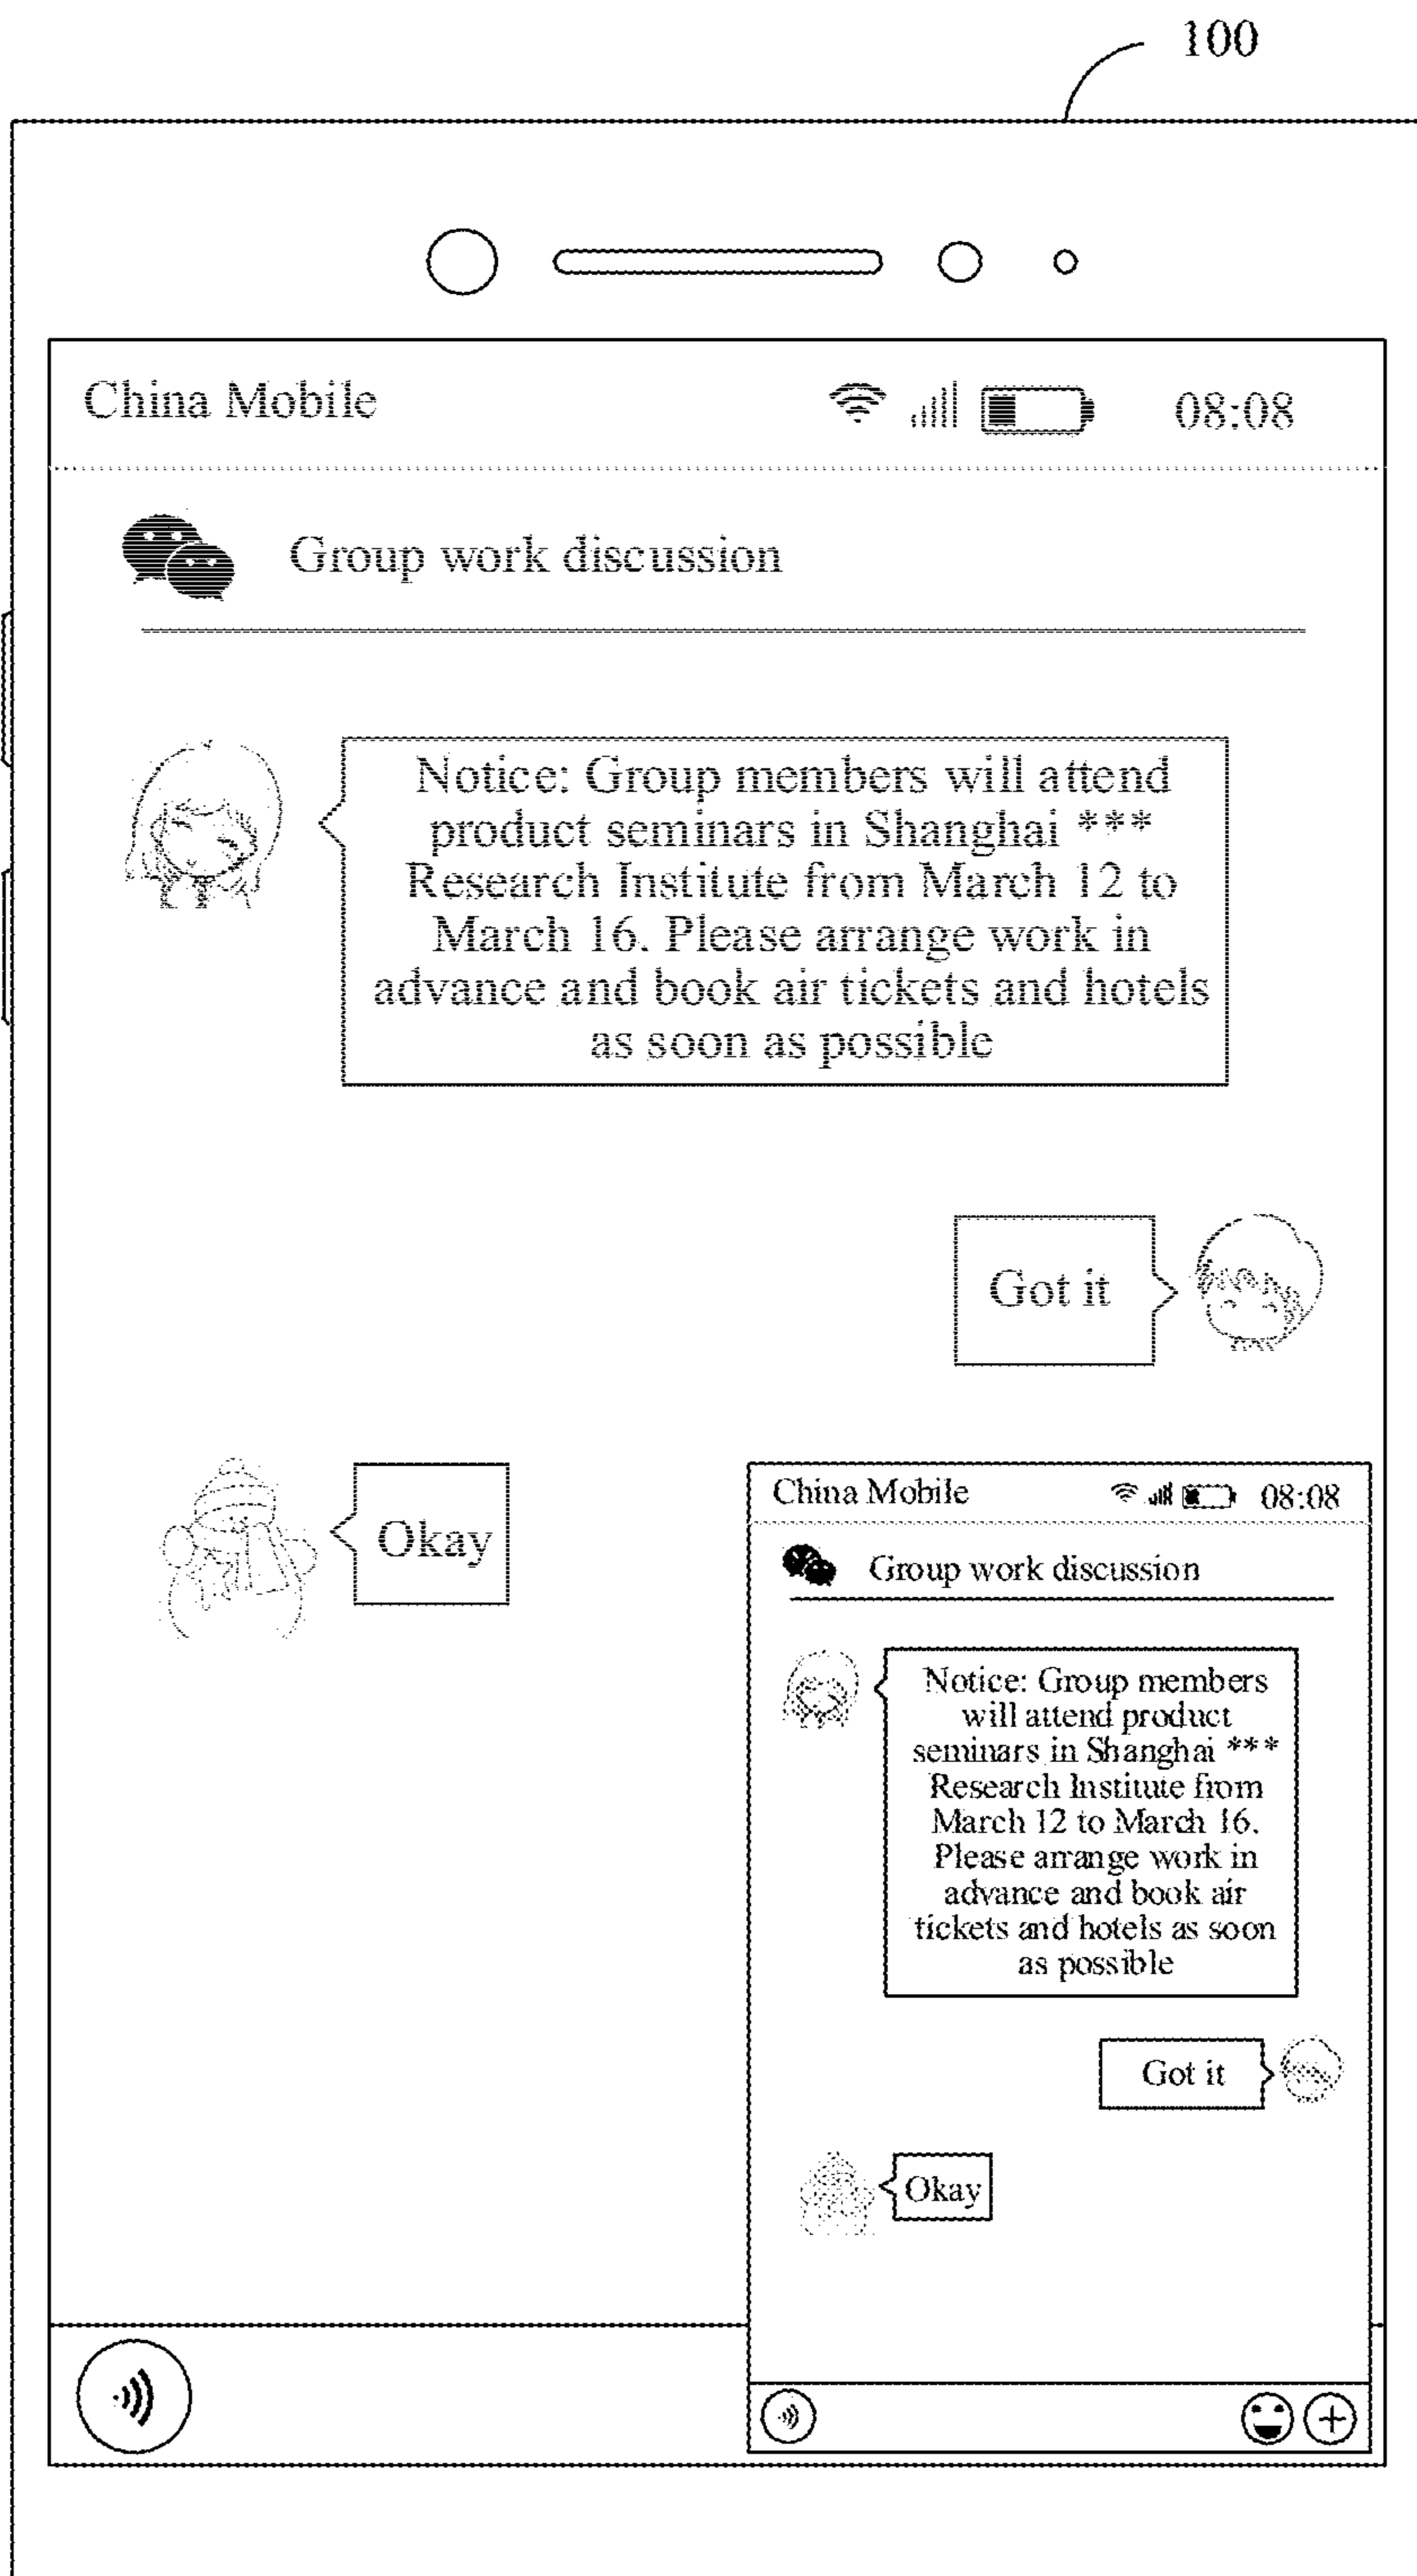 100
China Mobile 08:08
Group work discussion
Notice: Group members will attend
product seminars in Shanghai ***
Research Institute from March 12 to
March 16. Please arrange work in
advance and book air tickets and hotels
as soon as possible
Got it
Okay
China Mobile 08:08
Group work discussion
Notice: Group members
will attend product
seminars in Shanghai ***
Research Institute from
March 12 to March 16.
Please arrange work in
advance and book air
tickets and hotels as soon
as possible
Got it
Okay